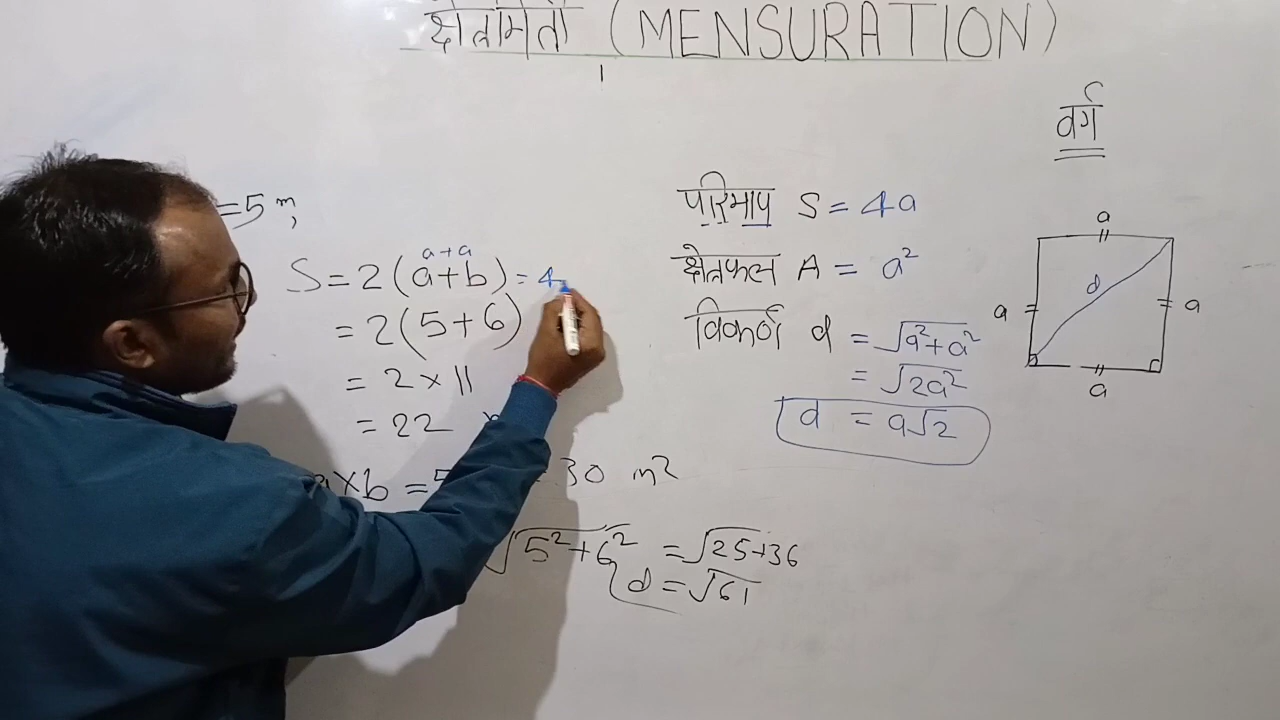 क्षेत्रमिती (MENSURATION)
वर्ग
=5 m,
a+a
S = 2(a+b) = 4
= 2(5+6)
= 2×11
= 22
a×b = 5 = 30 m2
√5²+6² = √25+36
d = √61
परिमाप S = 4a
क्षेत्रफल A = a²
विकर्ण d = √a²+a²
= √2a²
d = a√2
a
d
a
a
a